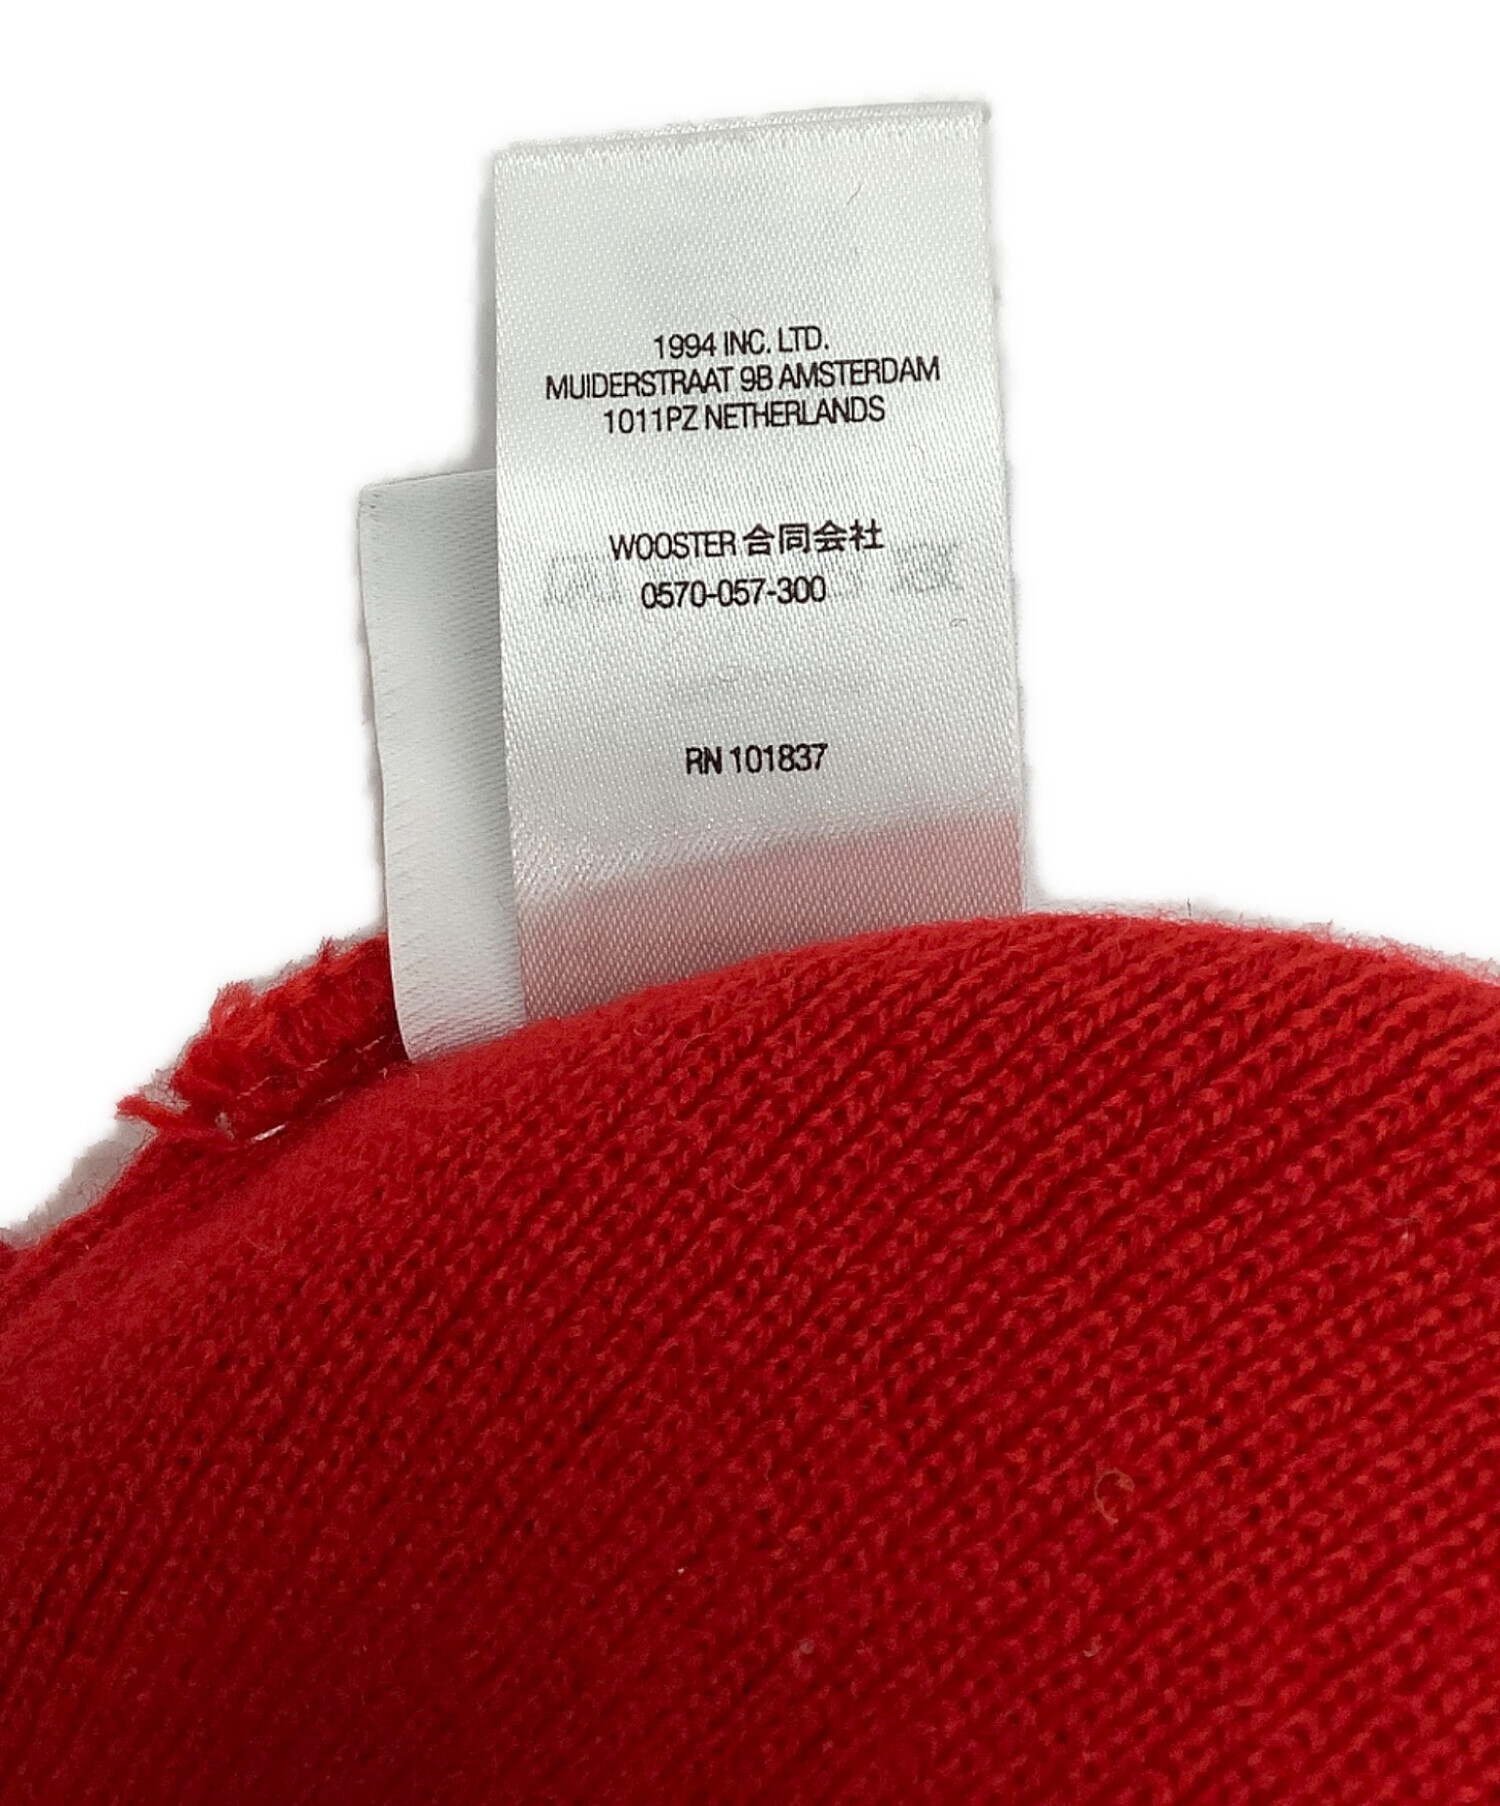 1994 INC. LTD.
MUIDERSTRAAT 9B AMSTERDAM
1011PZ NETHERLANDS
WOOSTER 合同会社
0570-057-300
RN 101837